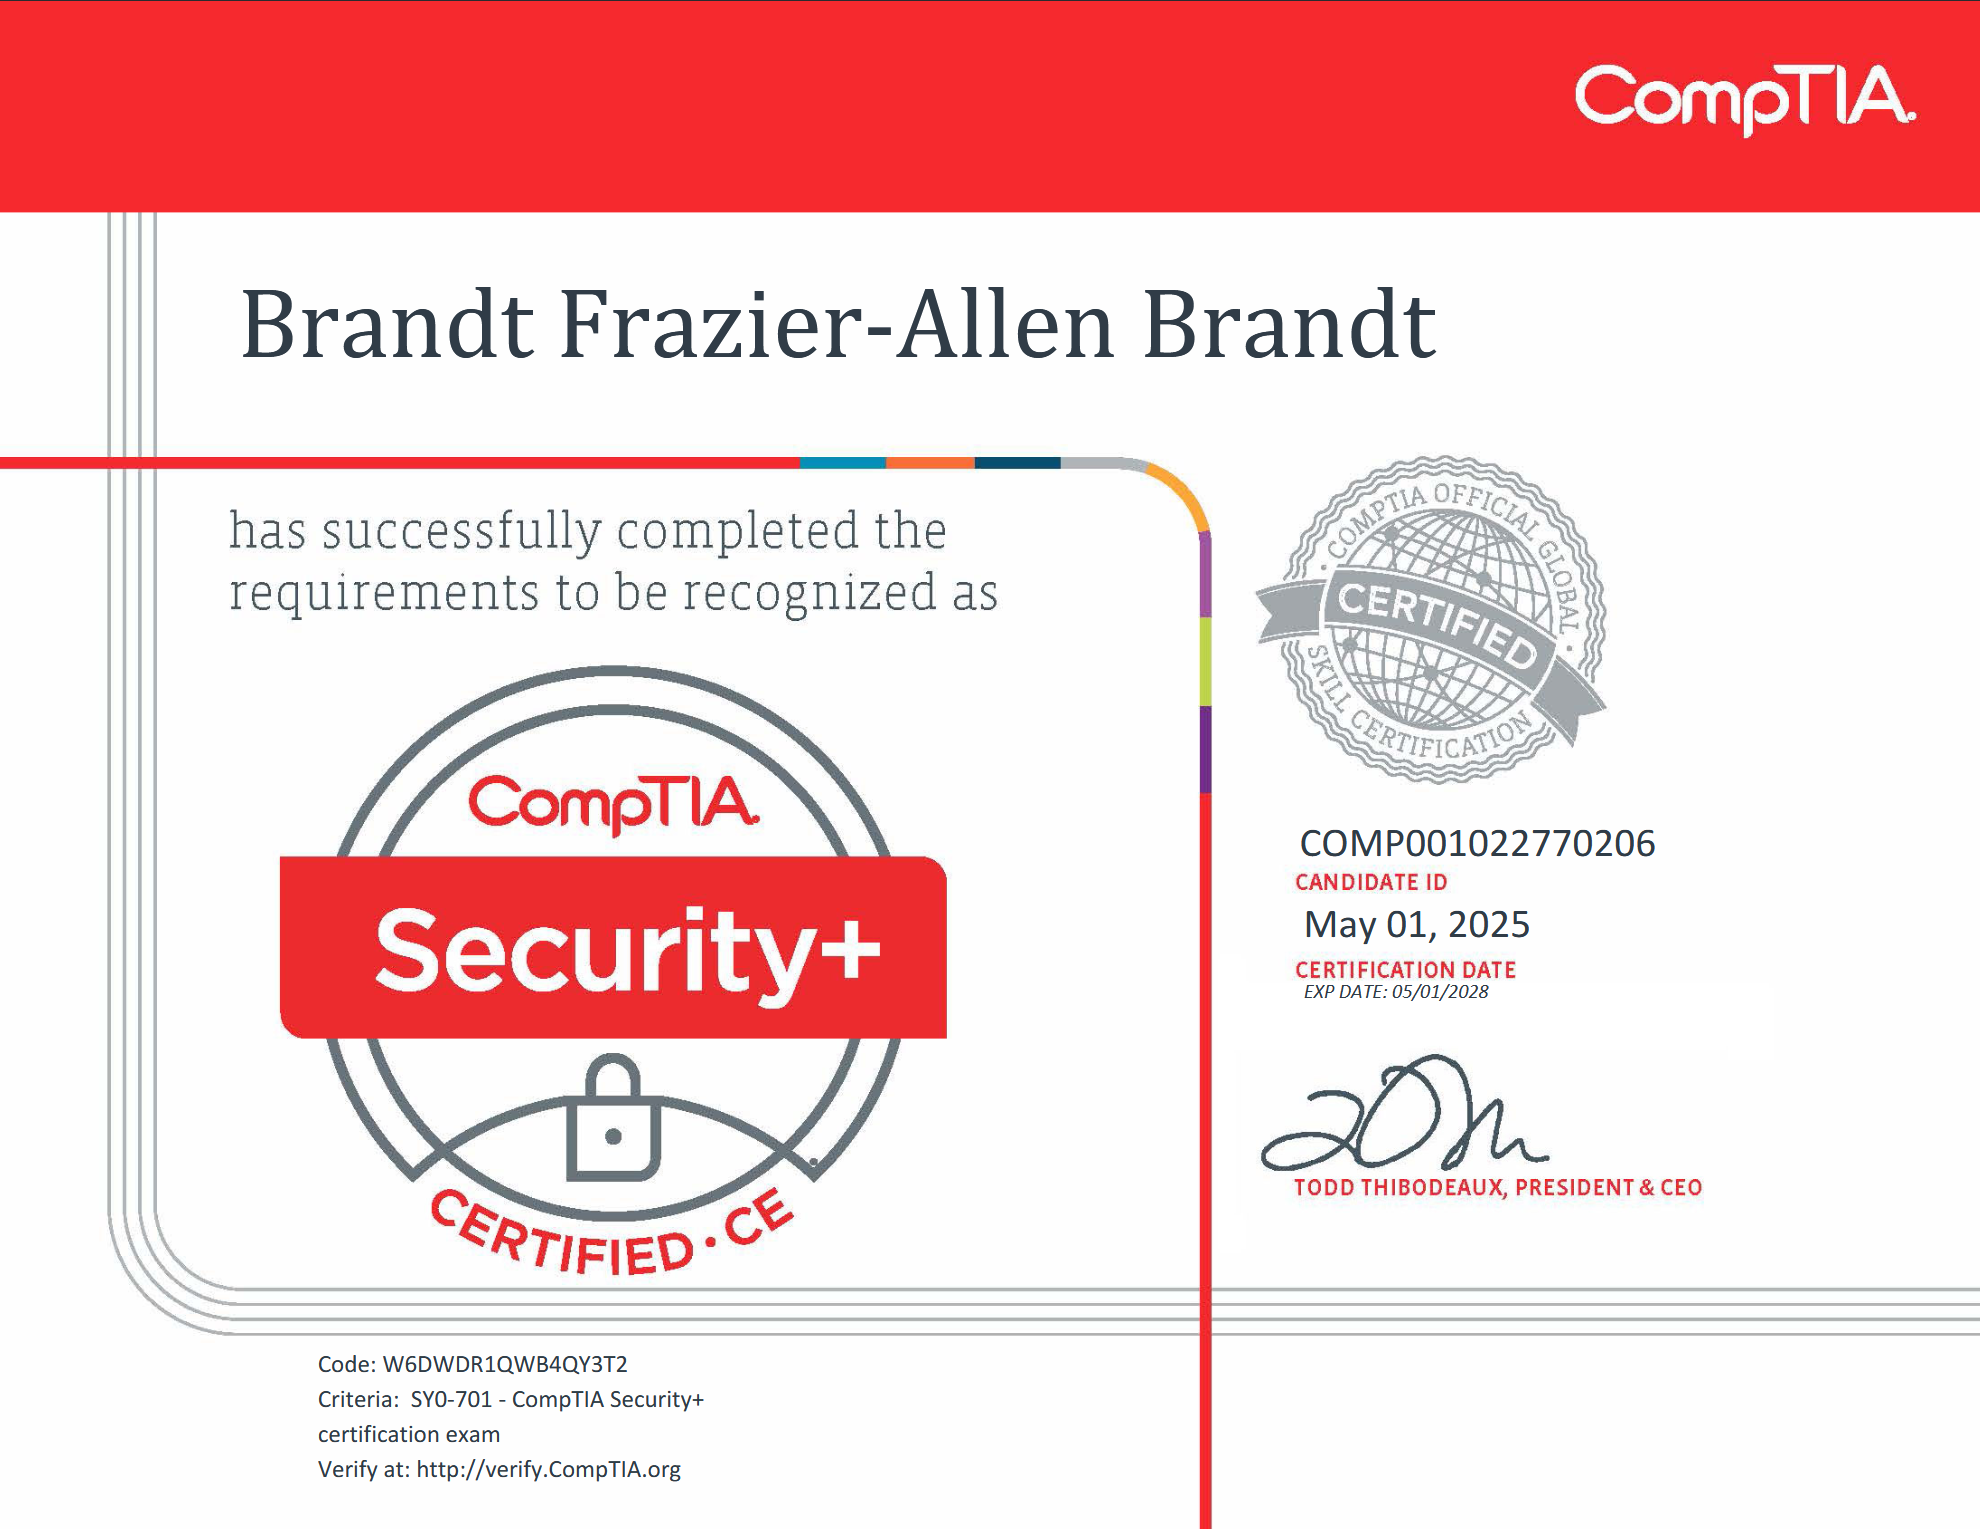 CompTIA.
Brandt Frazier-Allen Brandt
has successfully completed the
requirements to be recognized as
CompTIA.
Security+
CERTIFIED · CE
· COMPTIA OFFICIAL GLOBAL ·
CERTIFIED
SKILL CERTIFICATION
COMP001022770206
CANDIDATE ID
May 01, 2025
CERTIFICATION DATE
EXP DATE: 05/01/2028
TODD THIBODEAUX, PRESIDENT & CEO
Code: W6DWDR1QWB4QY3T2
Criteria: SY0-701 - CompTIA Security+
certification exam
Verify at: http://verify.CompTIA.org